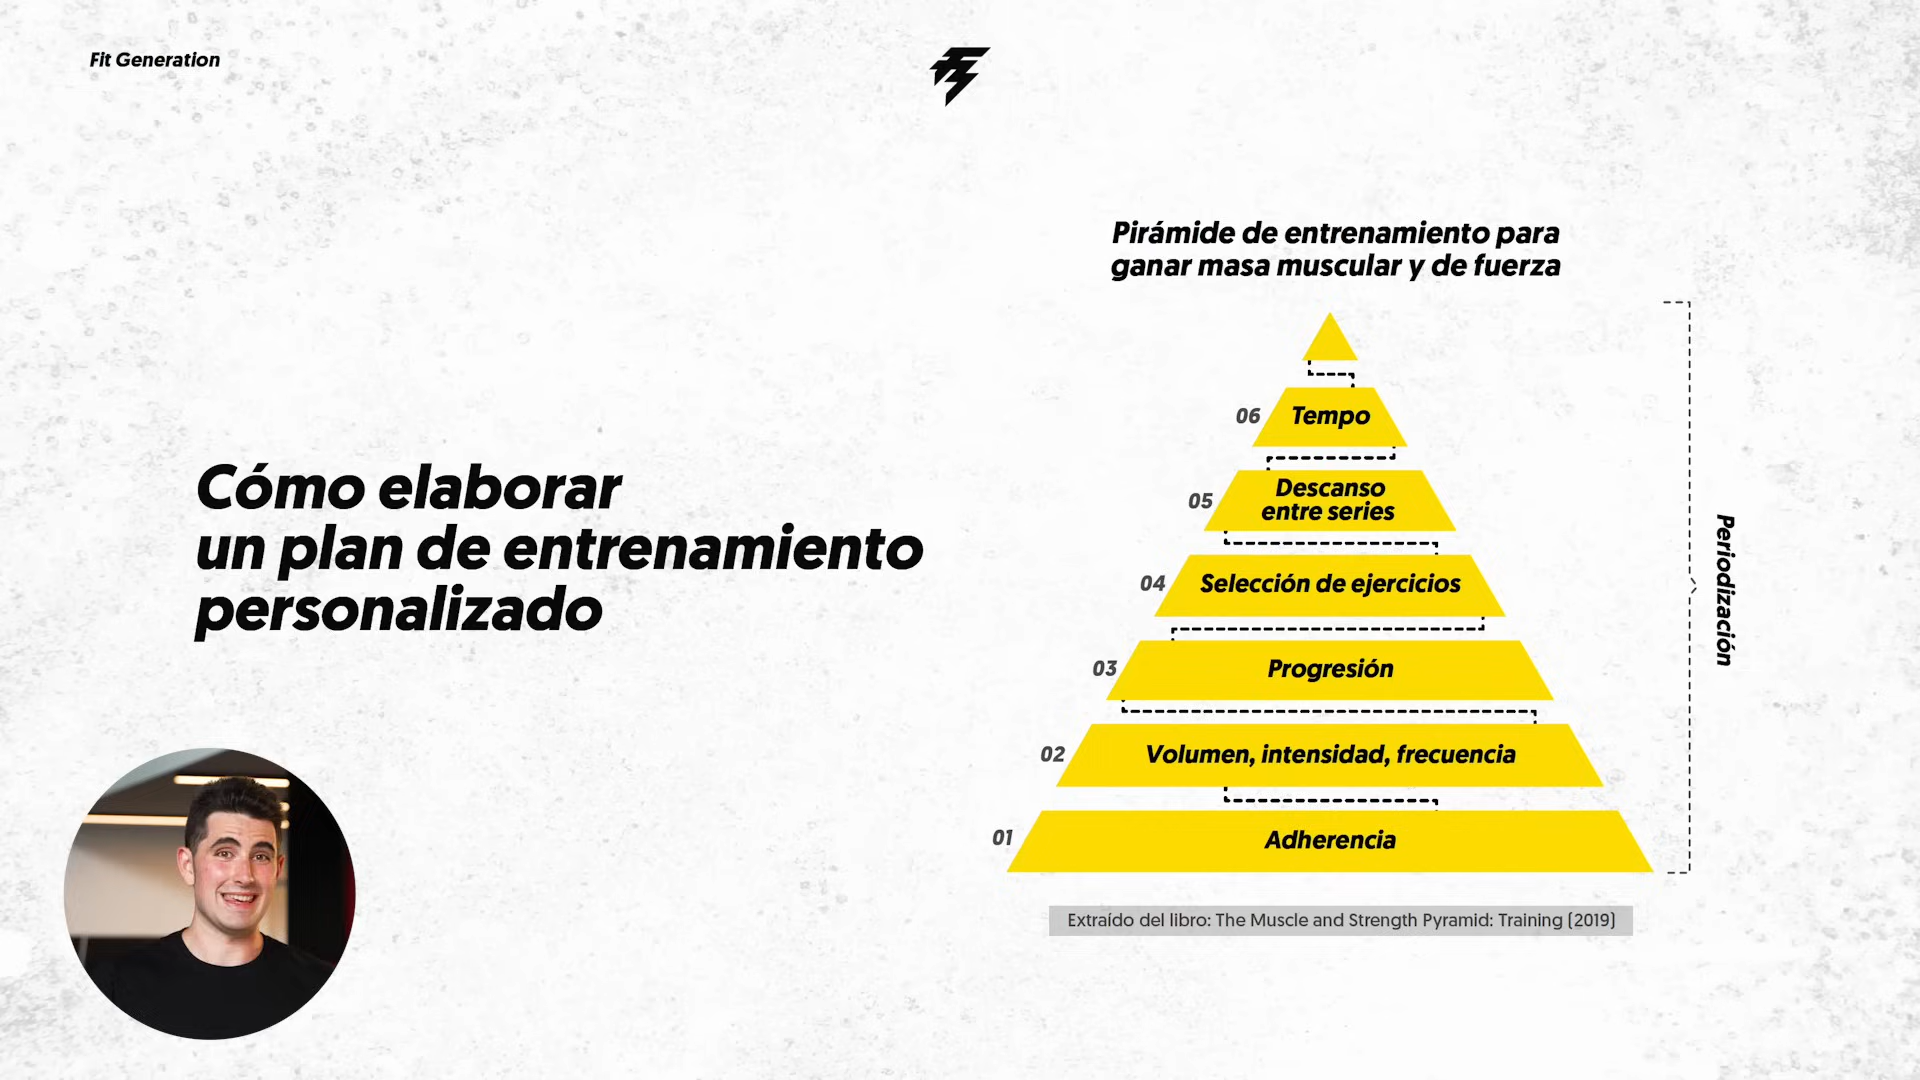 Fit Generation
Cómo elaborar
un plan de entrenamiento
personalizado
Pirámide de entrenamiento para
ganar masa muscular y de fuerza
06 Tempo
05 Descanso
entre series
04 Selección de ejercicios
03 Progresión
02 Volumen, intensidad, frecuencia
01 Adherencia
Periodización
Extraído del libro: The Muscle and Strength Pyramid: Training (2019)